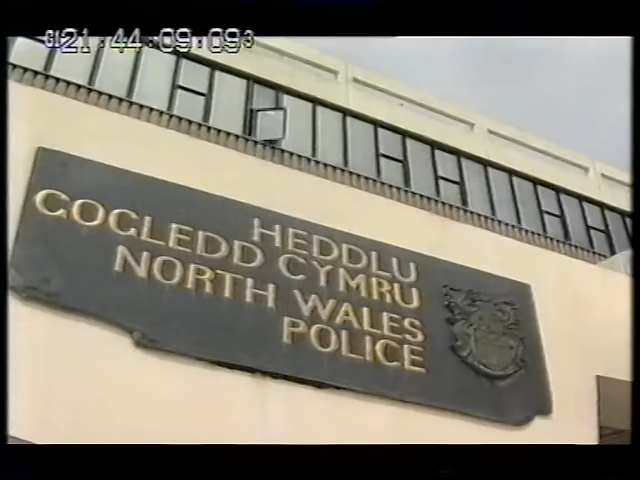 21:44:09:09
HEDDLU
GOGLEDD CYMRU
NORTH WALES
POLICE